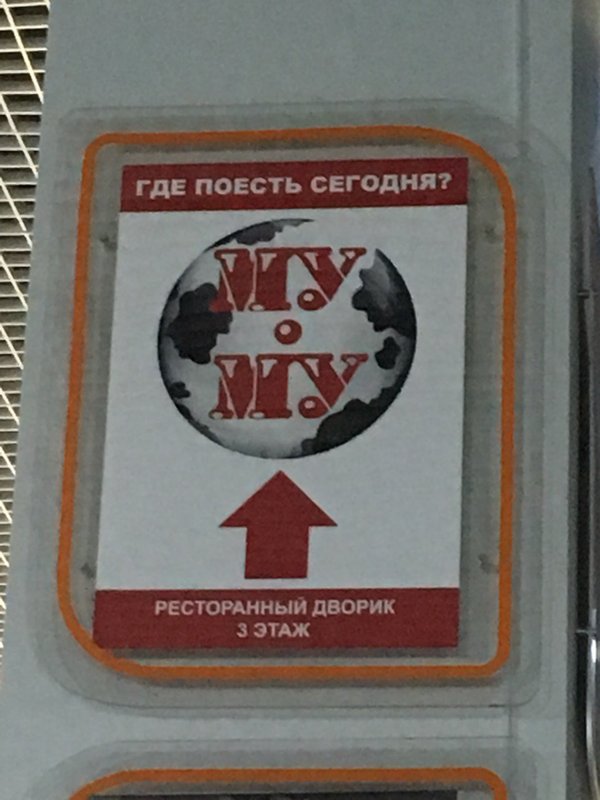 ГДЕ ПОЕСТЬ СЕГОДНЯ?
МУ
МУ
РЕСТОРАННЫЙ ДВОРИК
3 ЭТАЖ